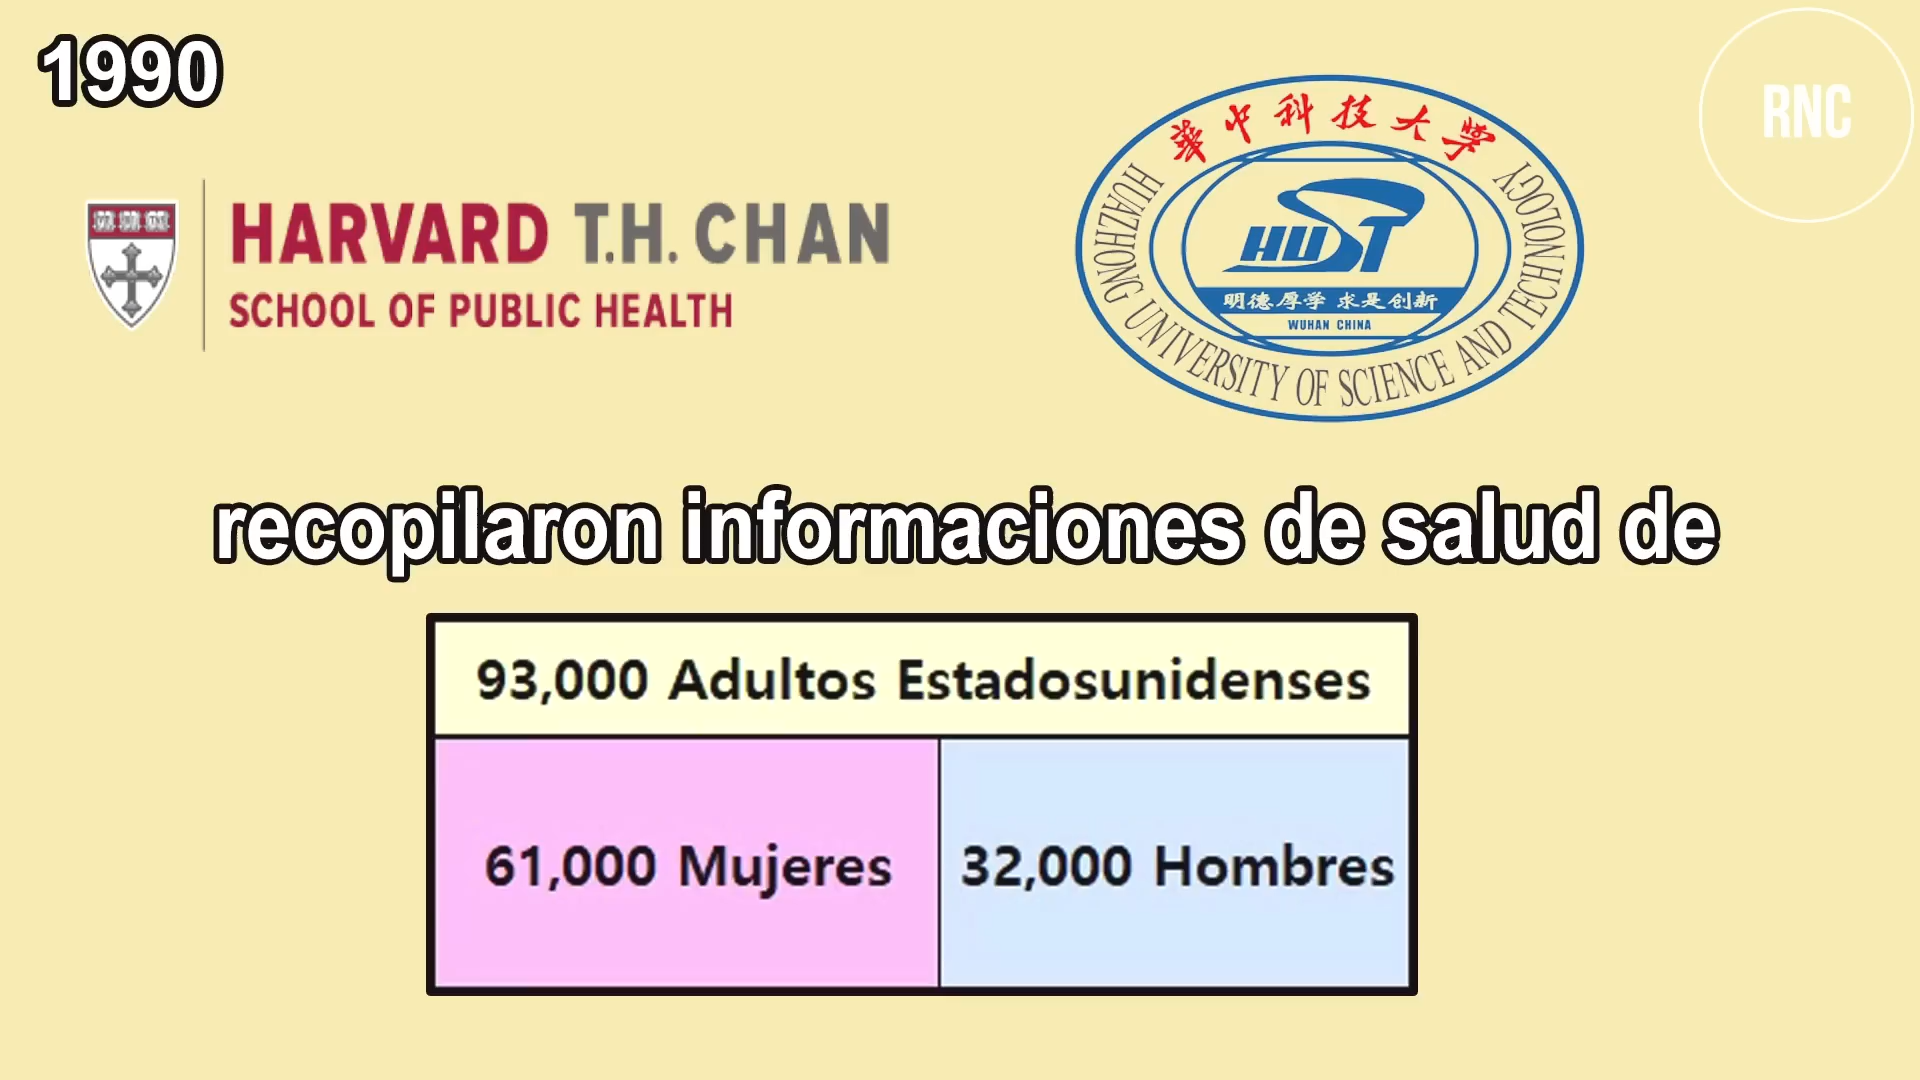 1990
RNC
HARVARD T.H. CHAN
SCHOOL OF PUBLIC HEALTH
華中科技大学
HUAZHONG UNIVERSITY OF SCIENCE AND TECHNOLOGY
HUST
明德厚学 求是创新
WUHAN CHINA
recopilaron informaciones de salud de
93,000 Adultos Estadosunidenses
61,000 Mujeres
32,000 Hombres